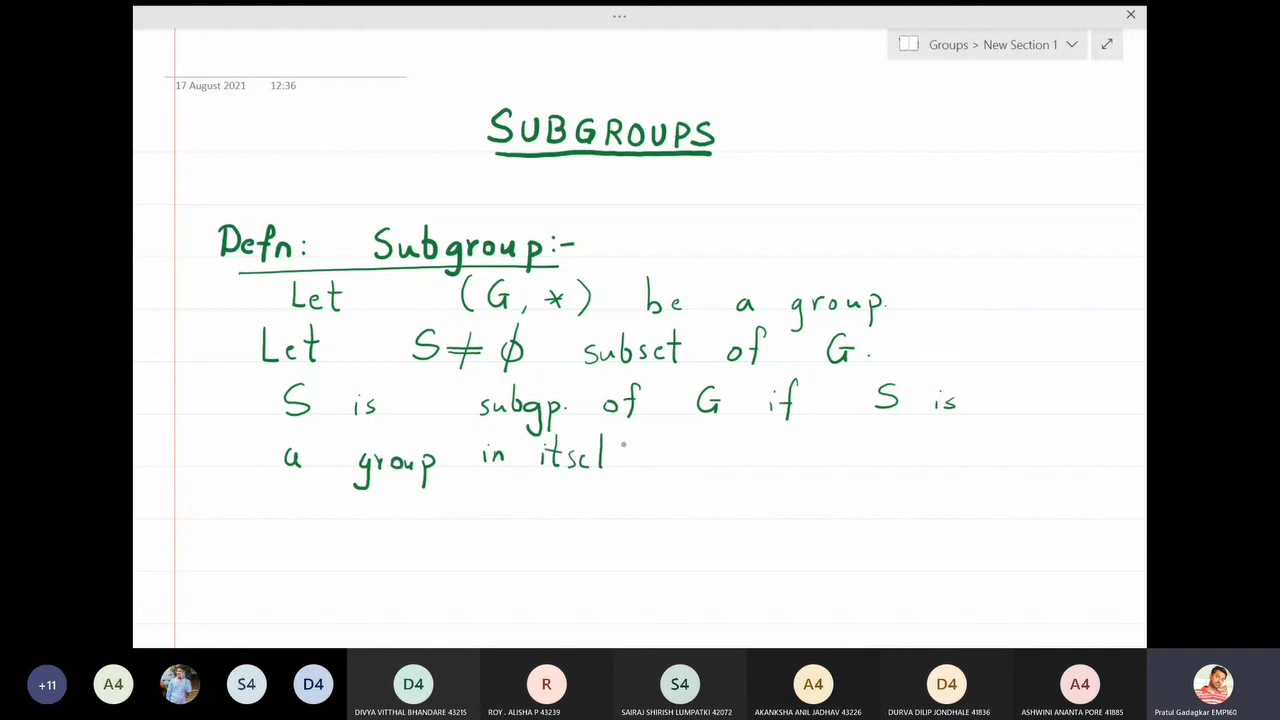 Groups > New Section 1
17 August 2021 12:36
SUBGROUPS
Defn: Subgroup:-
Let (G, *) be a group.
Let S ≠ ϕ subset of G.
S is subgp. of G if S is
a group in itsel
+11 A4 S4 D4 D4 R S4 A4 D4 A4
DIVYA VITTHAL BHANDARE 43215 ROY . ALISHA P 43239 SAIRAJ SHIRISH LUMPATKI 42072 AKANKSHA ANIL JADHAV 43226 DURVA DILIP JONDHALE 41836 ASHWINI ANANTA PORE 41885 Pratul Gadagkar EMP160